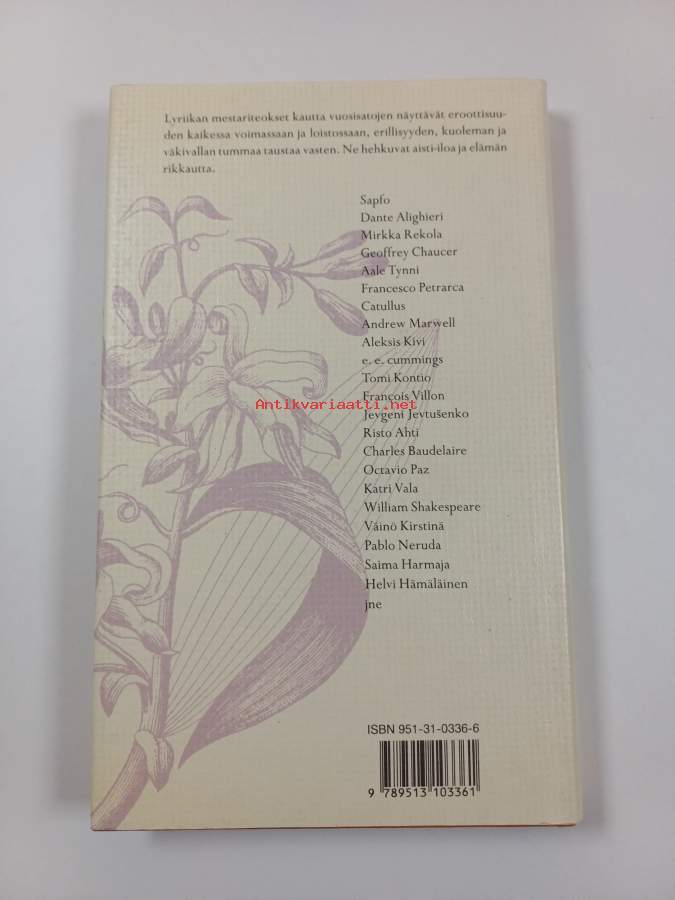 Lyriikan mestariteokset kautta vuosisatojen näyttävät eroottisuu-
den kaikessa voimassaan ja loistossaan, erillisyyden, kuoleman ja
väkivallan tummaa taustaa vasten. Ne hehkuvat aisti-iloa ja elämän
rikkautta.
Sapfo
Dante Alighieri
Mirkka Rekola
Geoffrey Chaucer
Aale Tynni
Francesco Petrarca
Catullus
Andrew Marwell
Aleksis Kivi
e. e. cummings
Tomi Kontio
François Villon
Antikvariaatti.net
Jevgeni Jevtušenko
Risto Ahti
Charles Baudelaire
Octavio Paz
Katri Vala
William Shakespeare
Väinö Kirstinä
Pablo Neruda
Saima Harmaja
Helvi Hämäläinen
jne
ISBN 951-31-0336-6
9 789513 103361